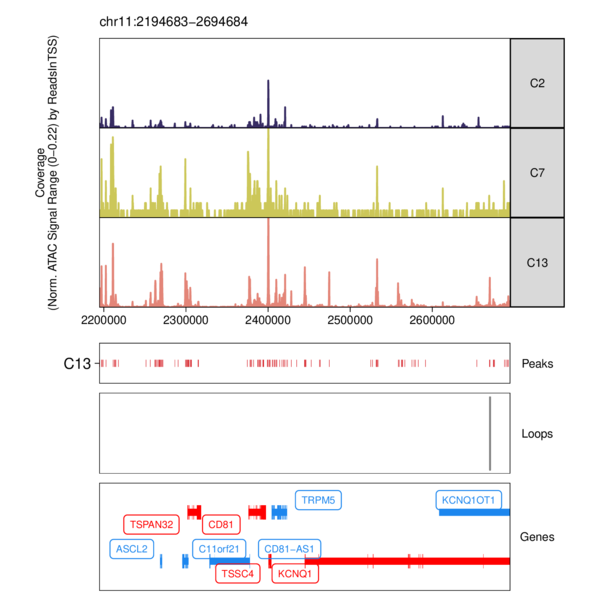 chr11:2194683−2694684
Coverage
(Norm. ATAC Signal Range (0−0.22) by ReadsInTSS)
C2
C7
C13
2200000 2300000 2400000 2500000 2600000
C13 Peaks
Loops
TRPM5 KCNQ1OT1
TSPAN32 CD81
Genes
ASCL2 C11orf21 CD81−AS1
TSSC4 KCNQ1